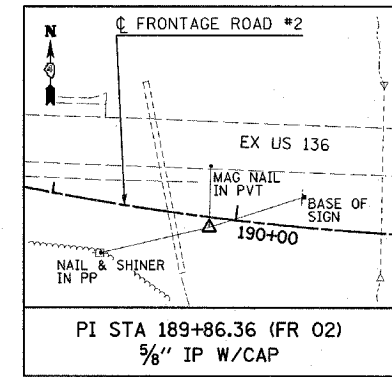 ℄ FRONTAGE ROAD #2
N
EX US 136
MAG NAIL
IN PVT
BASE OF
SIGN
190+00
NAIL & SHINER
IN PP
PI STA 189+86.36 (FR 02)
5/8" IP W/CAP